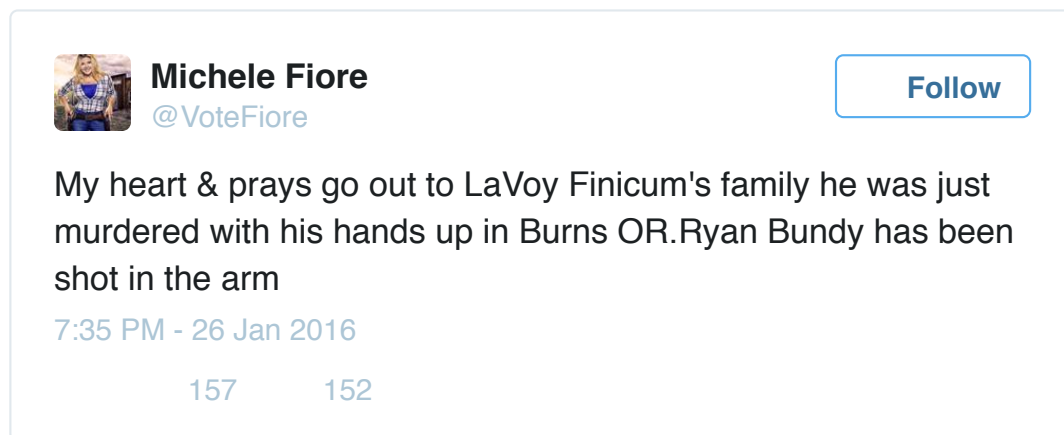 Michele Fiore
@VoteFiore
Follow
My heart & prays go out to LaVoy Finicum's family he was just
murdered with his hands up in Burns OR.Ryan Bundy has been
shot in the arm
7:35 PM - 26 Jan 2016
157 152